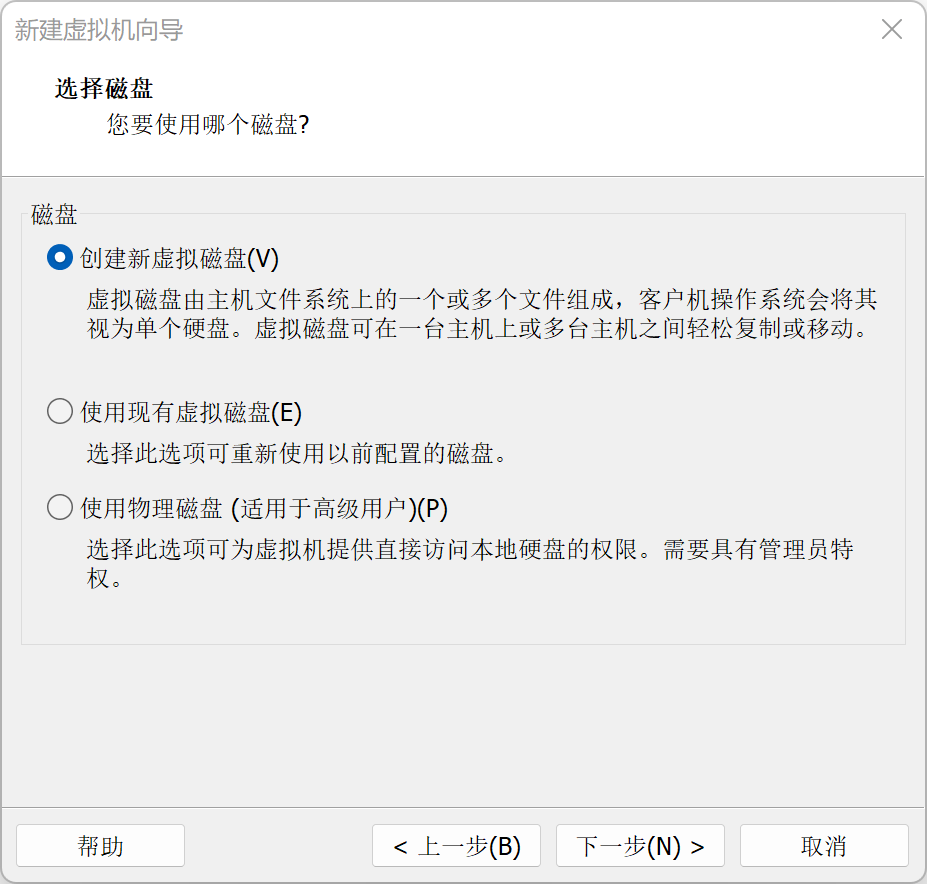 新建虚拟机向导
选择磁盘
您要使用哪个磁盘?
磁盘
创建新虚拟磁盘(V)
虚拟磁盘由主机文件系统上的一个或多个文件组成，客户机操作系统会将其
视为单个硬盘。虚拟磁盘可在一台主机上或多台主机之间轻松复制或移动。
使用现有虚拟磁盘(E)
选择此选项可重新使用以前配置的磁盘。
使用物理磁盘 (适用于高级用户)(P)
选择此选项可为虚拟机提供直接访问本地硬盘的权限。需要具有管理员特
权。
帮助
< 上一步(B)
下一步(N) >
取消